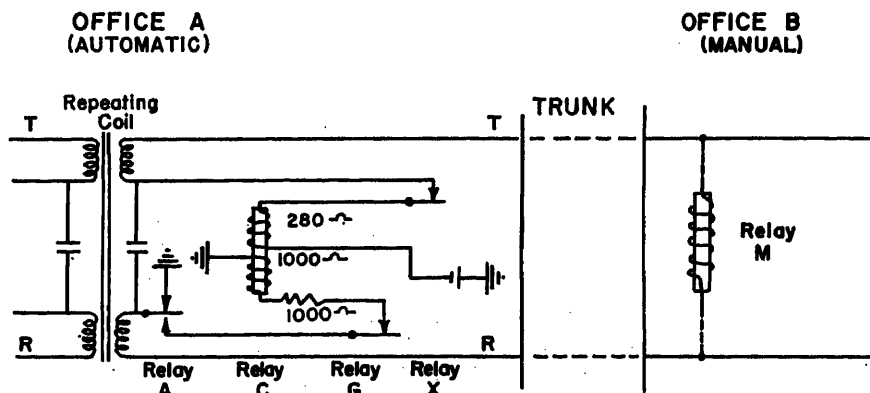 OFFICE A
(AUTOMATIC)
OFFICE B
(MANUAL)
Repeating
Coil
T
T
TRUNK
280
1000
1000
Relay
M
R
R
Relay
A
Relay
C
Relay
G
Relay
X